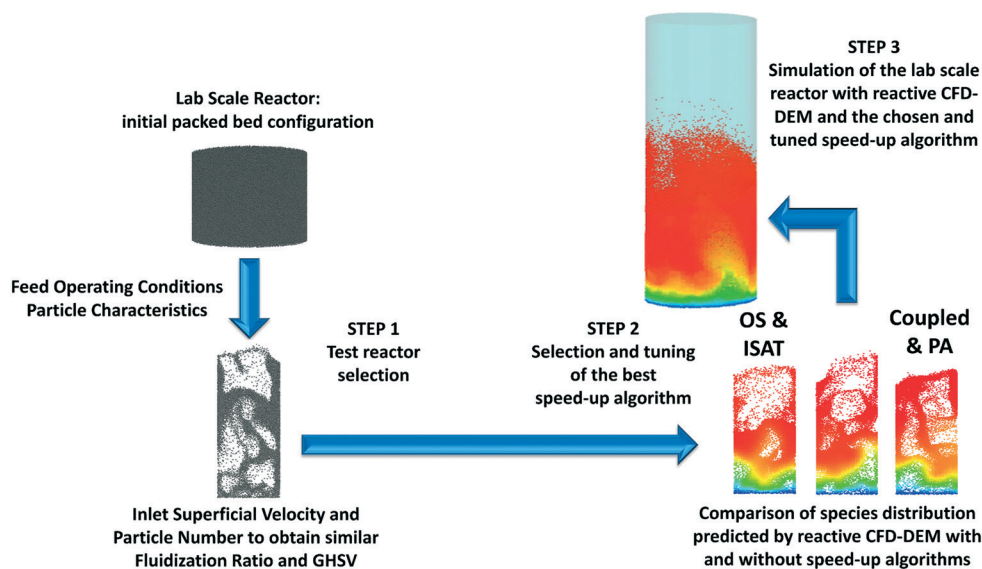 Lab Scale Reactor:
initial packed bed configuration
Feed Operating Conditions
Particle Characteristics
Inlet Superficial Velocity and
Particle Number to obtain similar
Fluidization Ratio and GHSV
STEP 1
Test reactor
selection
STEP 2
Selection and tuning
of the best
speed-up algorithm
OS &
ISAT
Coupled
& PA
Comparison of species distribution
predicted by reactive CFD-DEM with
and without speed-up algorithms
STEP 3
Simulation of the lab scale
reactor with reactive CFD-
DEM and the chosen and
tuned speed-up algorithm